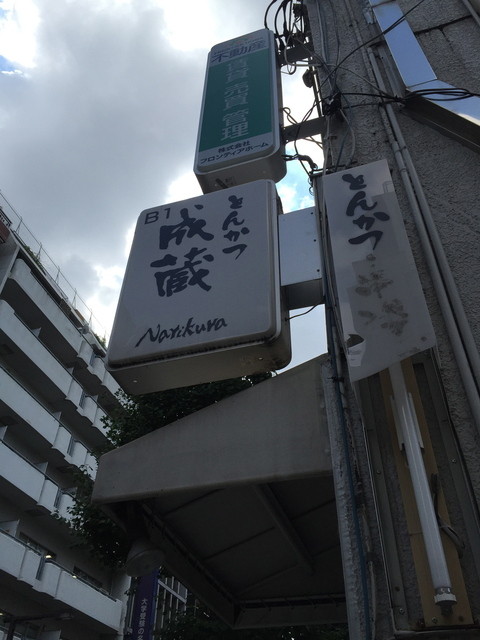 不動産
賃貸 売買 管理
株式会社
フロンティアホーム
B1
とんかつ
成蔵
Narikura
とんかつ